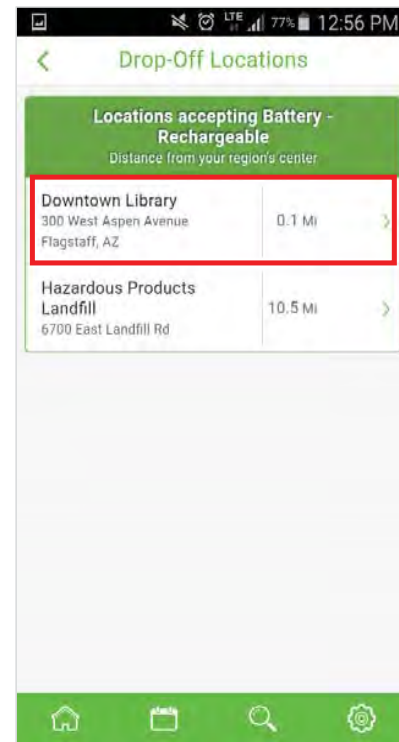 LTE 77% 12:56 PM
Drop-Off Locations
Locations accepting Battery -
Rechargeable
Distance from your region's center
Downtown Library
300 West Aspen Avenue
Flagstaff, AZ
0.1 Mi
Hazardous Products
Landfill
6700 East Landfill Rd
10.5 Mi